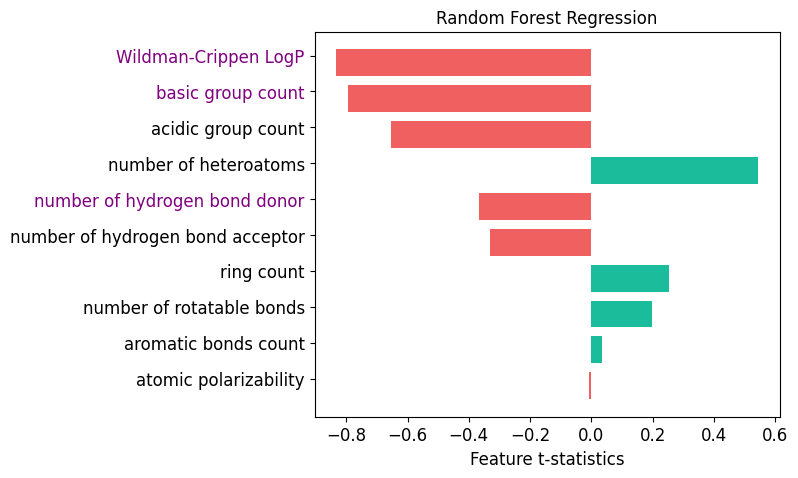 Random Forest Regression
Wildman-Crippen LogP
basic group count
acidic group count
number of heteroatoms
number of hydrogen bond donor
number of hydrogen bond acceptor
ring count
number of rotatable bonds
aromatic bonds count
atomic polarizability
−0.8 −0.6 −0.4 −0.2 0.0 0.2 0.4 0.6
Feature t-statistics